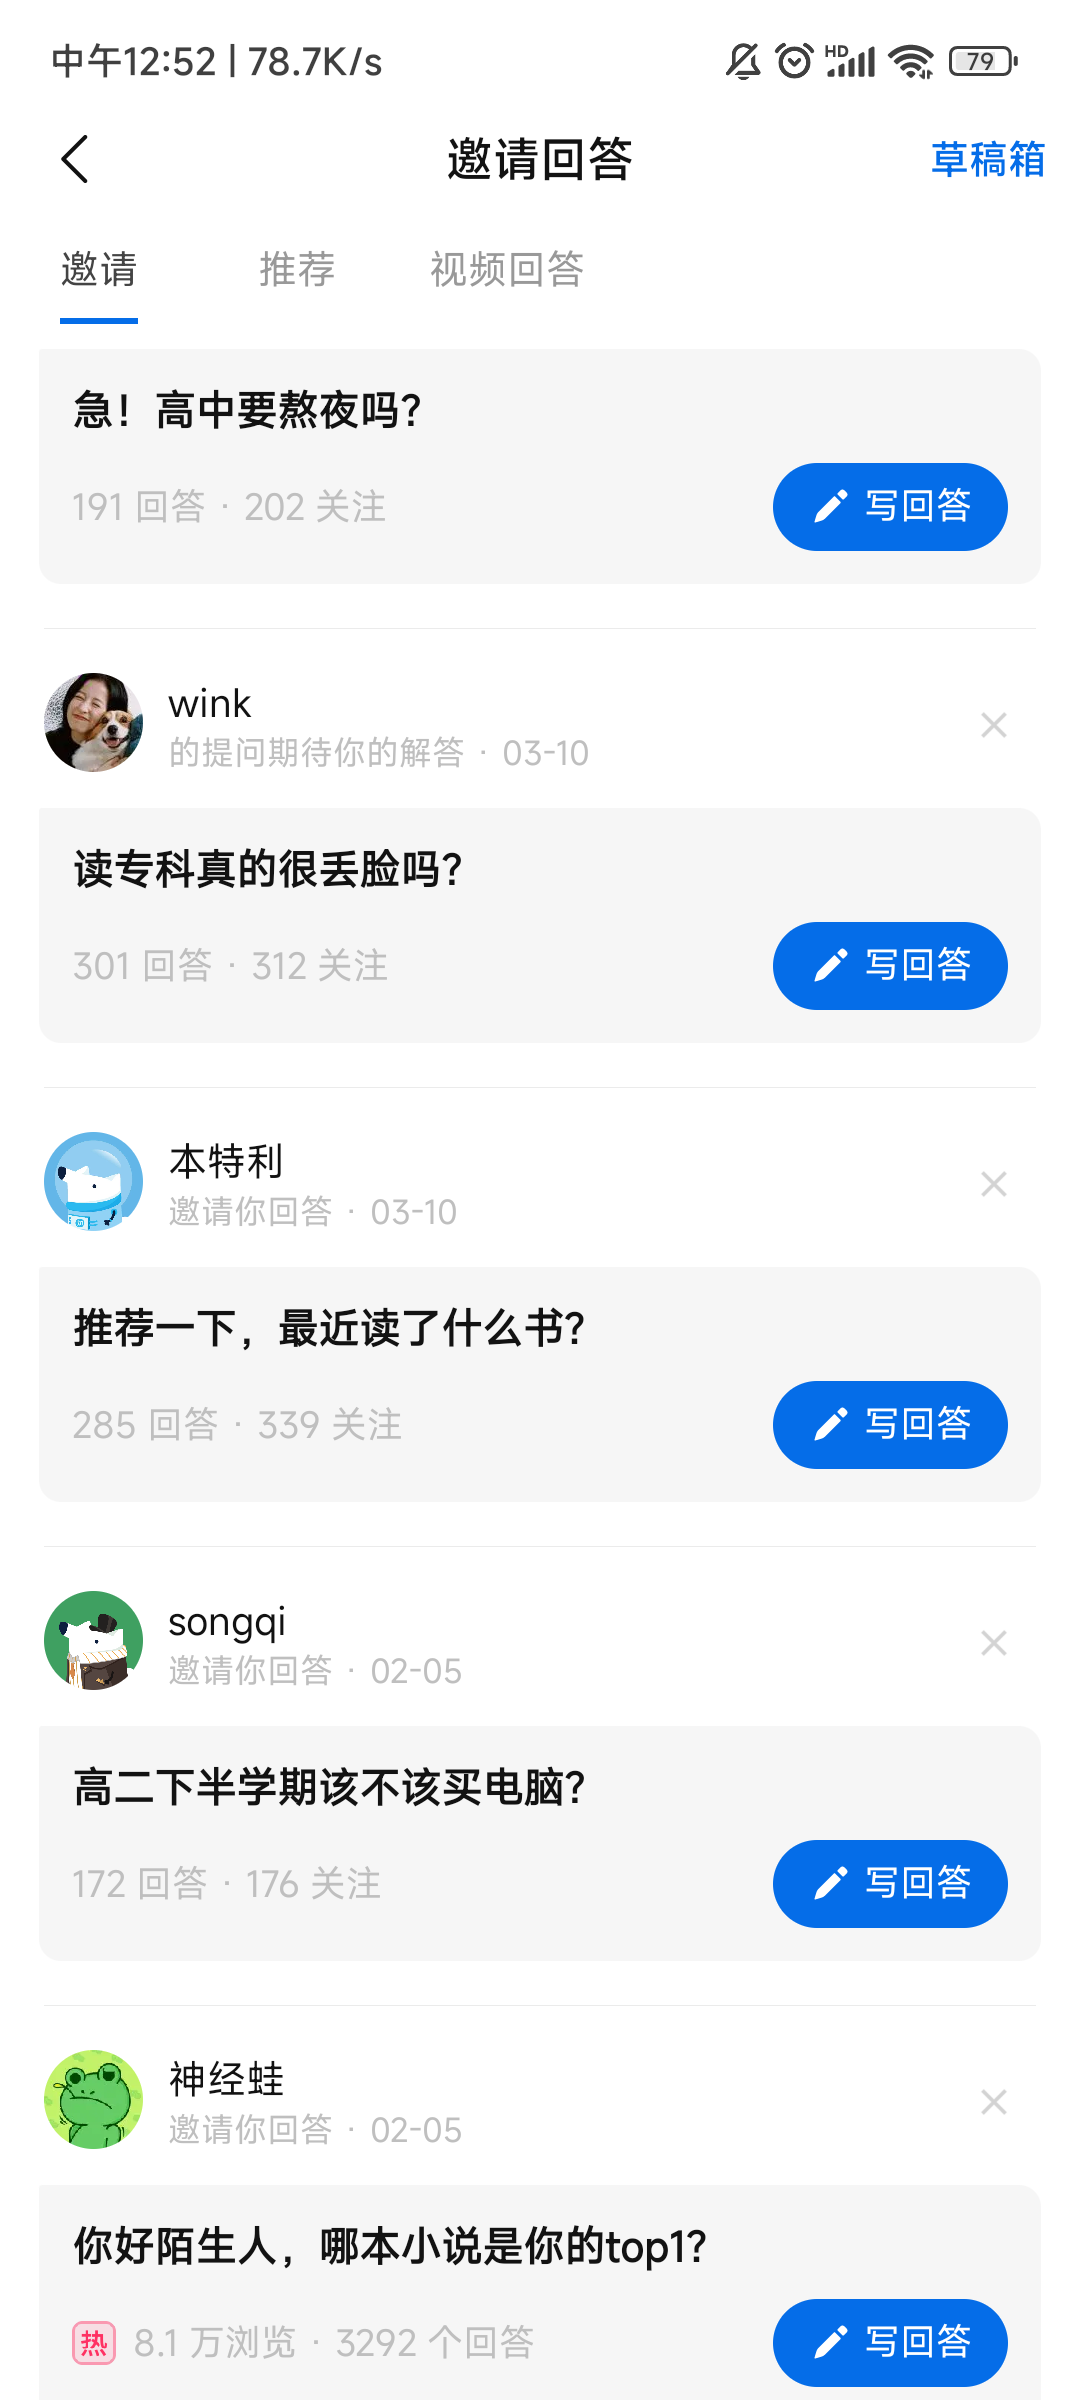 中午12:52 | 78.7K/s
HD
79
邀请回答
草稿箱
邀请 推荐 视频回答
急！高中要熬夜吗?
191 回答 · 202 关注
写回答
wink
的提问期待你的解答 · 03-10
读专科真的很丢脸吗?
301 回答 · 312 关注
写回答
本特利
邀请你回答 · 03-10
推荐一下，最近读了什么书?
285 回答 · 339 关注
写回答
songqi
邀请你回答 · 02-05
高二下半学期该不该买电脑?
172 回答 · 176 关注
写回答
神经蛙
邀请你回答 · 02-05
你好陌生人，哪本小说是你的top1?
热 8.1 万浏览 · 3292 个回答
写回答